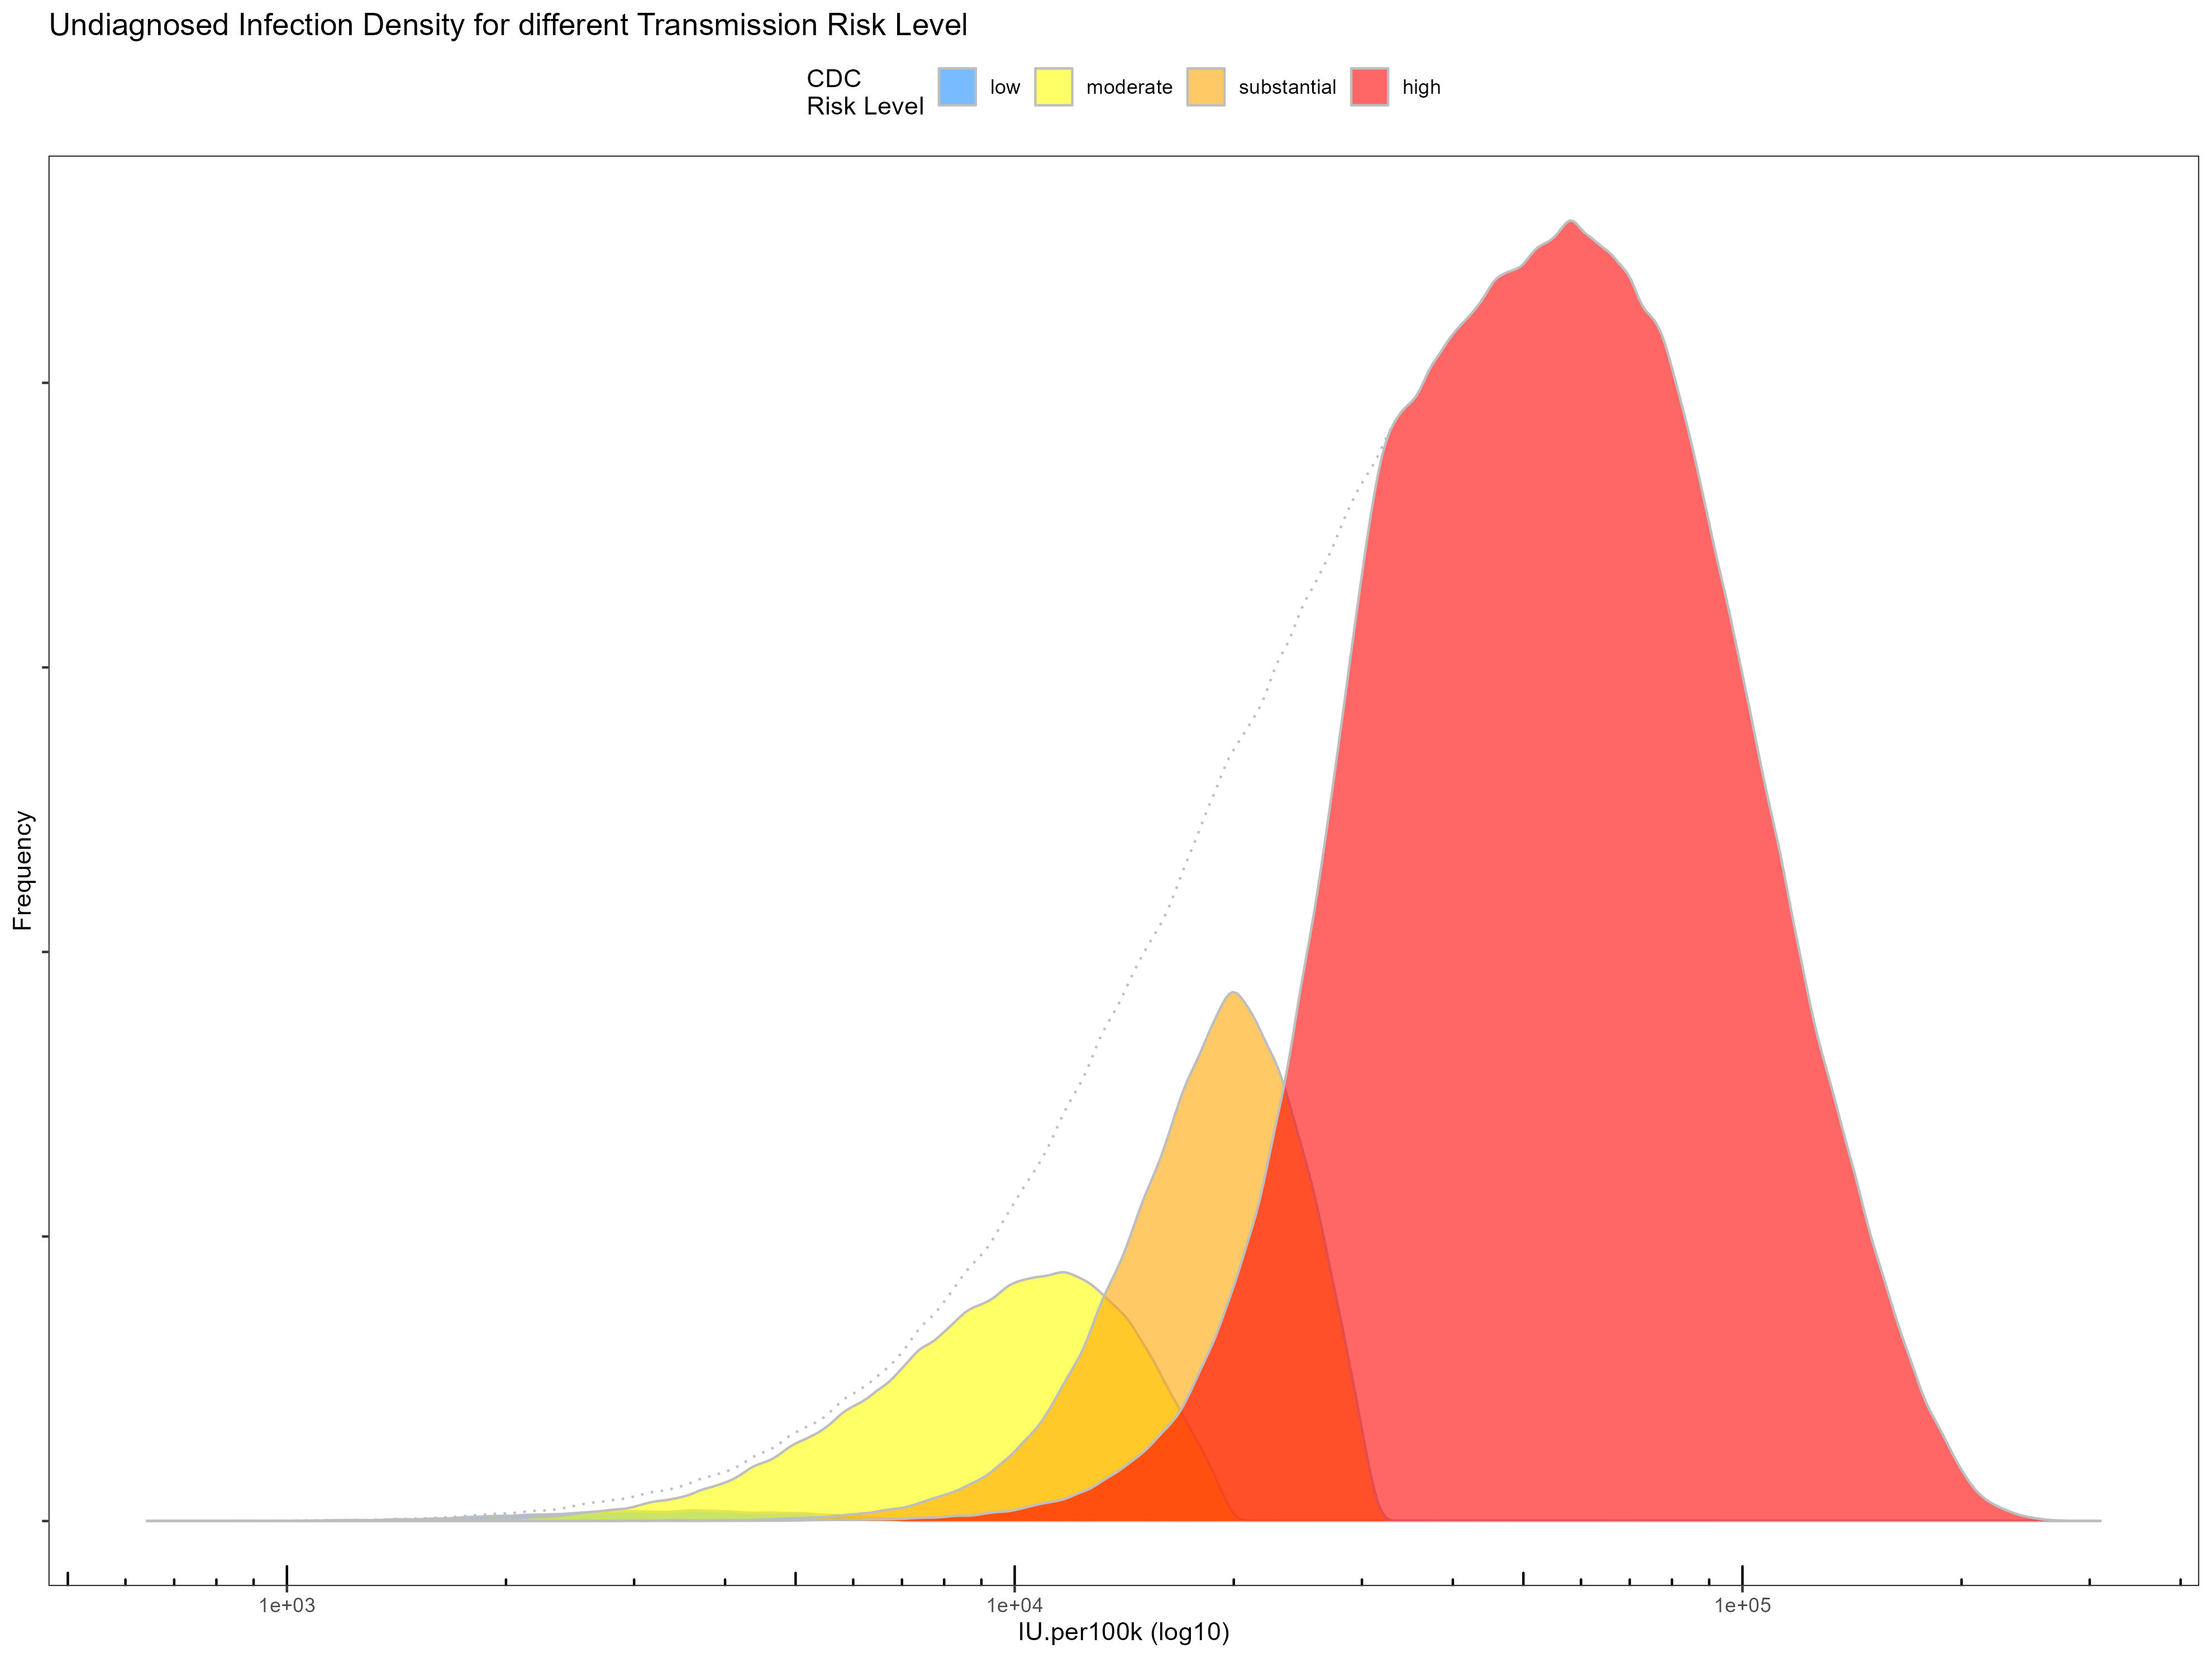 Undiagnosed Infection Density for different Transmission Risk Level
CDC
Risk Level
low
moderate
substantial
high
Frequency
1e+03
1e+04
1e+05
IU.per100k (log10)